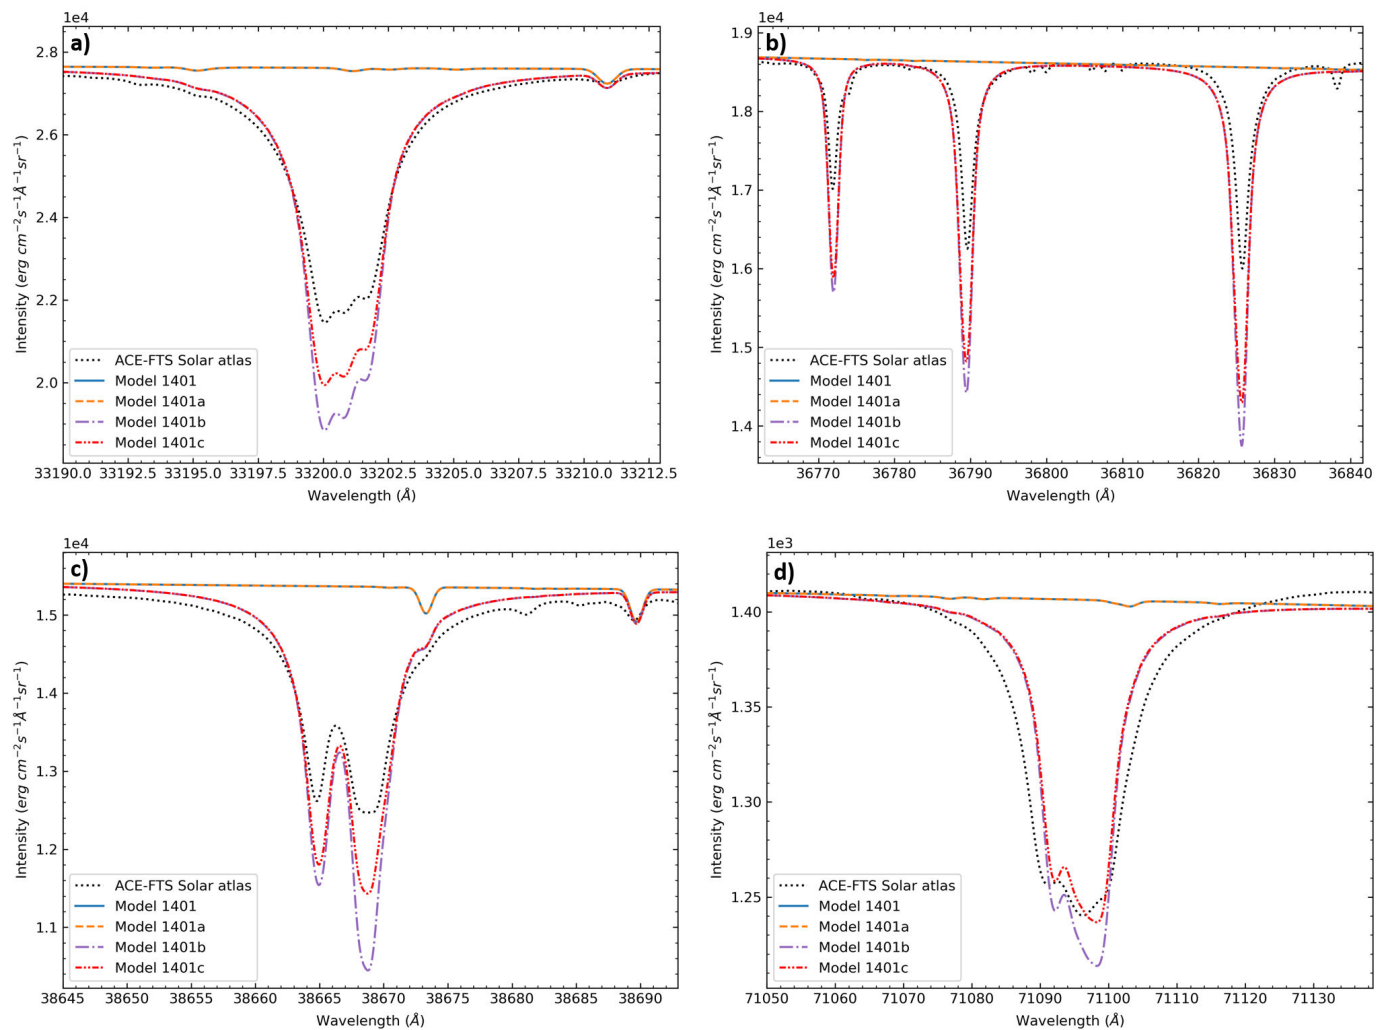 1e4
a)
2.8
2.6
2.4
2.2
2.0
Intensity (erg cm⁻²s⁻¹Å⁻¹sr⁻¹)
ACE-FTS Solar atlas
Model 1401
Model 1401a
Model 1401b
Model 1401c
33190.0 33192.5 33195.0 33197.5 33200.0 33202.5 33205.0 33207.5 33210.0 33212.5
Wavelength (Å)
1e4
b)
1.9
1.8
1.7
1.6
1.5
1.4
Intensity (erg cm⁻²s⁻¹Å⁻¹sr⁻¹)
ACE-FTS Solar atlas
Model 1401
Model 1401a
Model 1401b
Model 1401c
36770 36780 36790 36800 36810 36820 36830 36840
Wavelength (Å)
1e4
c)
1.5
1.4
1.3
1.2
1.1
Intensity (erg cm⁻²s⁻¹Å⁻¹sr⁻¹)
ACE-FTS Solar atlas
Model 1401
Model 1401a
Model 1401b
Model 1401c
38645 38650 38655 38660 38665 38670 38675 38680 38685 38690
Wavelength (Å)
1e3
d)
1.40
1.35
1.30
1.25
Intensity (erg cm⁻²s⁻¹Å⁻¹sr⁻¹)
ACE-FTS Solar atlas
Model 1401
Model 1401a
Model 1401b
Model 1401c
71050 71060 71070 71080 71090 71100 71110 71120 71130
Wavelength (Å)